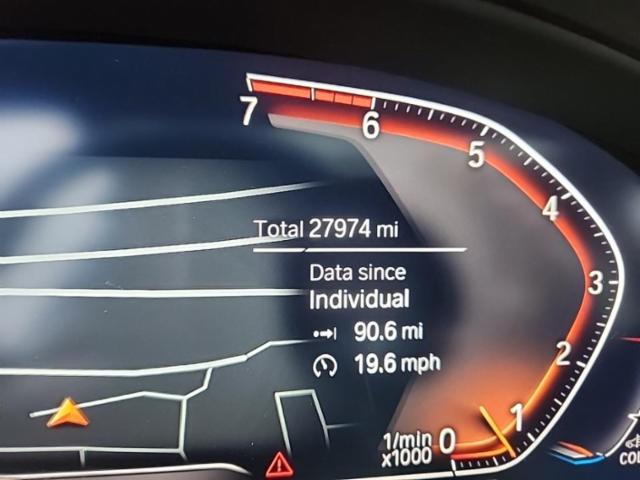 7
6
5
4
Total 27974 mi
Data since
3
Individual
90.6 mi
2
19.6 mph
1
1/min
x1000
0